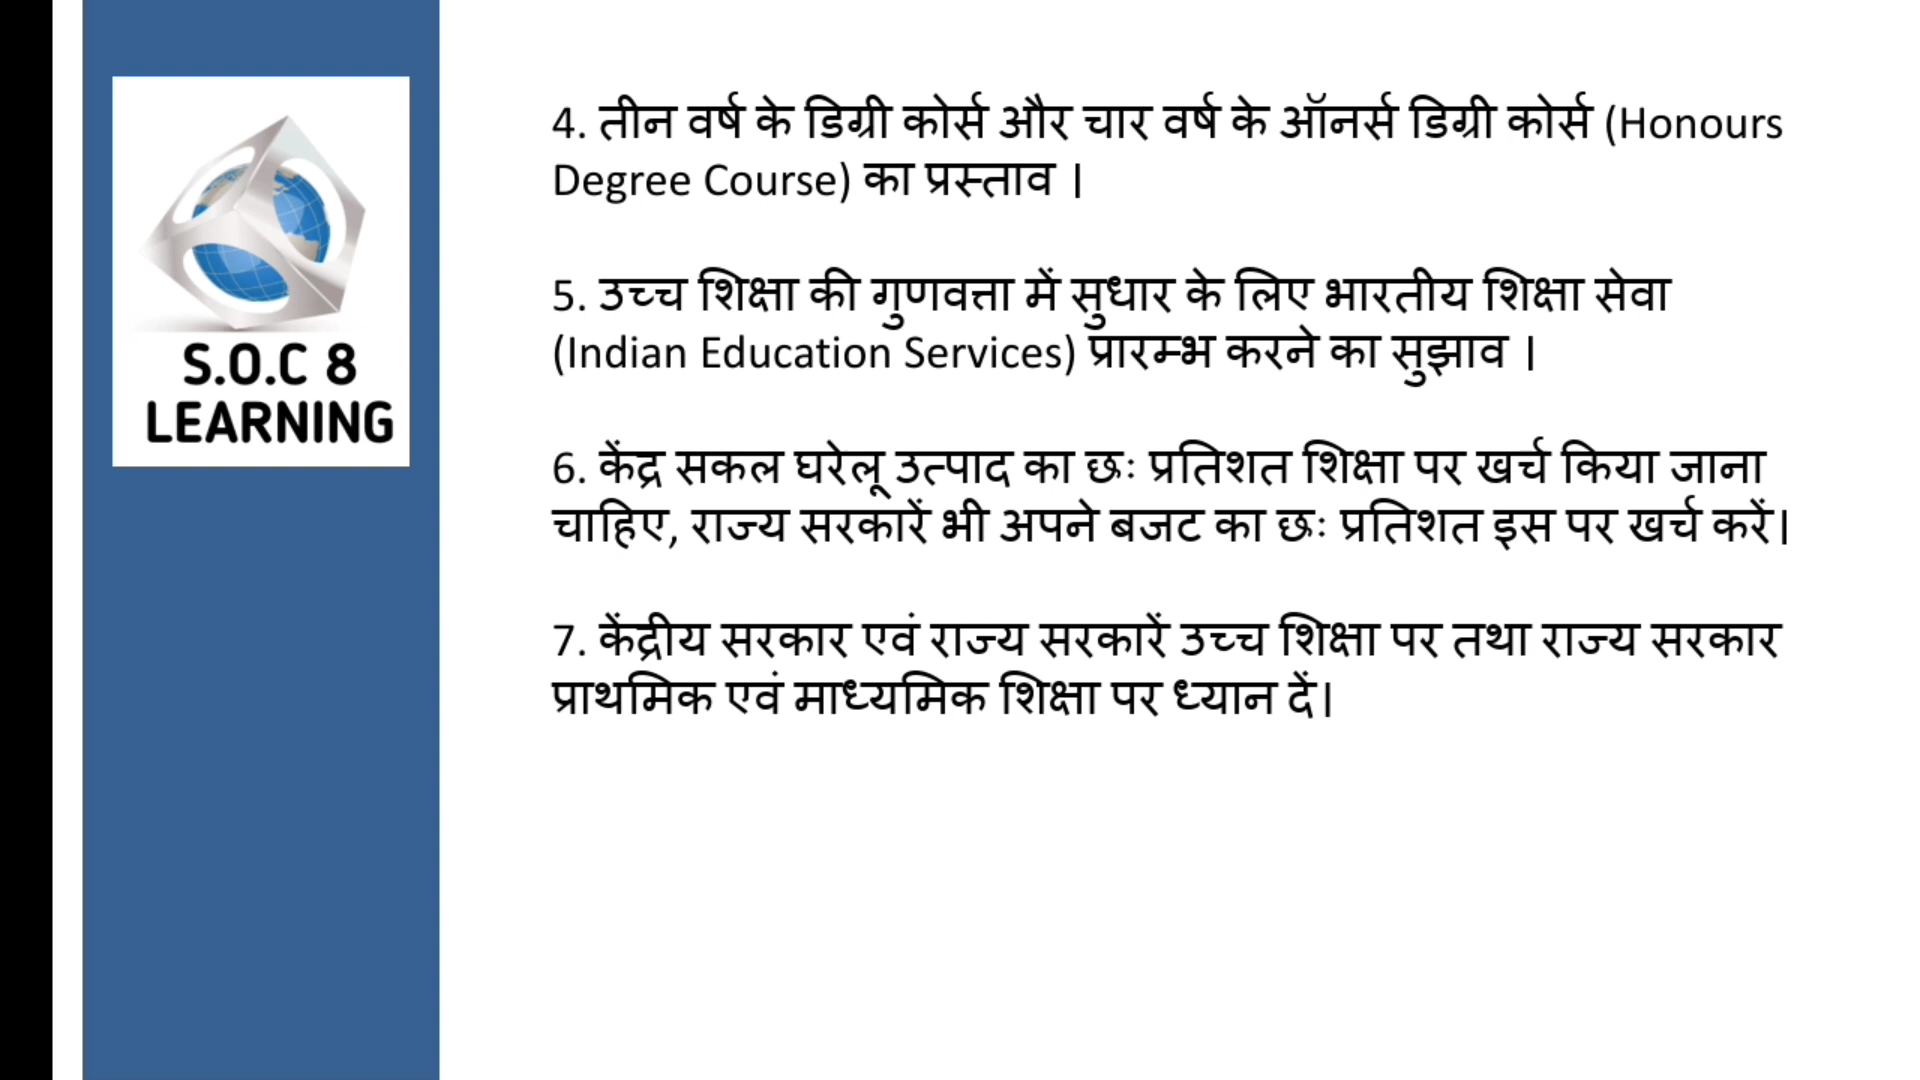 S.O.C 8
LEARNING
4. तीन वर्ष के डिग्री कोर्स और चार वर्ष के ऑनर्स डिग्री कोर्स (Honours
Degree Course) का प्रस्ताव ।
5. उच्च शिक्षा की गुणवत्ता में सुधार के लिए भारतीय शिक्षा सेवा
(Indian Education Services) प्रारम्भ करने का सुझाव ।
6. केंद्र सकल घरेलू उत्पाद का छः प्रतिशत शिक्षा पर खर्च किया जाना
चाहिए, राज्य सरकारें भी अपने बजट का छः प्रतिशत इस पर खर्च करें।
7. केंद्रीय सरकार एवं राज्य सरकारें उच्च शिक्षा पर तथा राज्य सरकार
प्राथमिक एवं माध्यमिक शिक्षा पर ध्यान दें।